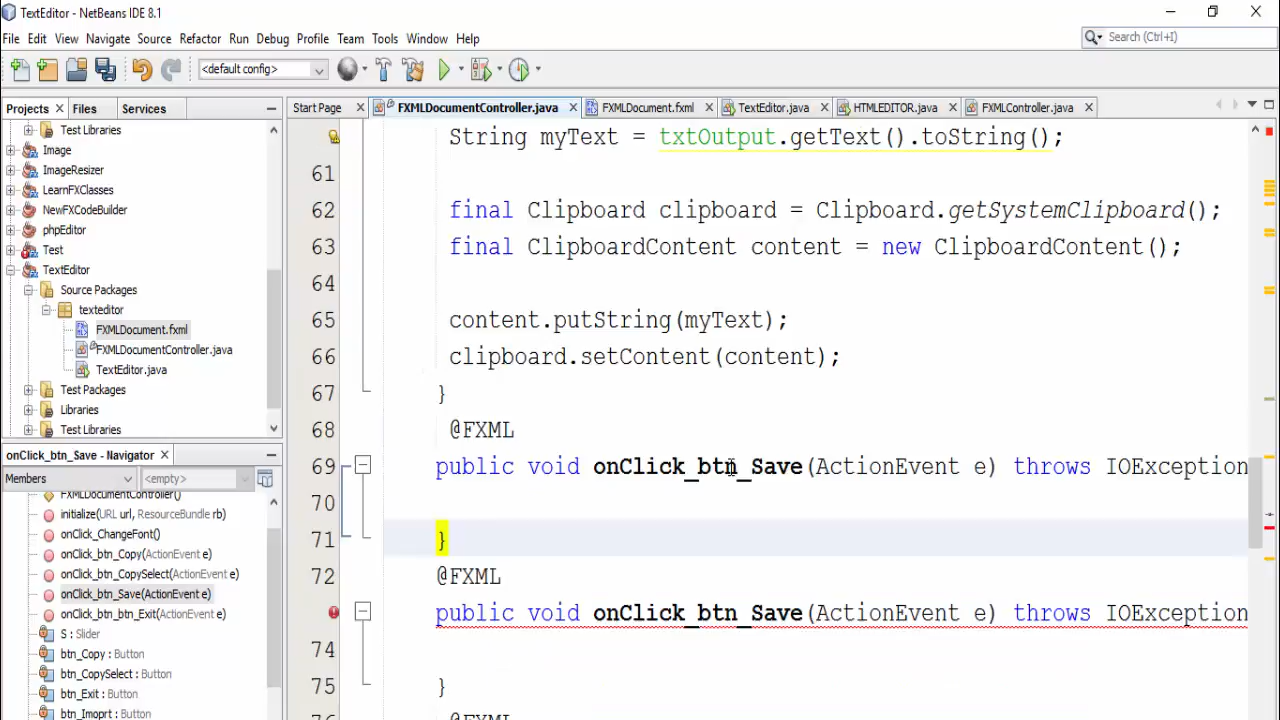 TextEditor - NetBeans IDE 8.1
File Edit View Navigate Source Refactor Run Debug Profile Team Tools Window Help
Search (Ctrl+I)
<default config>
Projects Files Services
Start Page FXMLDocumentController.java FXMLDocument.fxml TextEditor.java HTMLEDITOR.java FXMLController.java
Test Libraries
Image
ImageResizer
LearnFXClasses
NewFXCodeBuilder
phpEditor
Test
TextEditor
Source Packages
texteditor
FXMLDocument.fxml
FXMLDocumentController.java
TextEditor.java
Test Packages
Libraries
Test Libraries
onClick_btn_Save - Navigator
Members <empty>
FXMLDocumentController()
initialize(URL url, ResourceBundle rb)
onClick_ChangeFont()
onClick_btn_Copy(ActionEvent e)
onClick_btn_CopySelect(ActionEvent e)
onClick_btn_Save(ActionEvent e)
onClick_btn_btn_Exit(ActionEvent e)
S : Slider
btn_Copy : Button
btn_CopySelect : Button
btn_Exit : Button
btn_Imoprt : Button
String myText = txtOutput.getText().toString();
61
62 final Clipboard clipboard = Clipboard.getSystemClipboard();
63 final ClipboardContent content = new ClipboardContent();
64
65 content.putString(myText);
66 clipboard.setContent(content);
67 }
68 @FXML
69 public void onClick_btn_Save(ActionEvent e) throws IOException
70
71 }
72 @FXML
public void onClick_btn_Save(ActionEvent e) throws IOException
74
75 }
76 @FXML